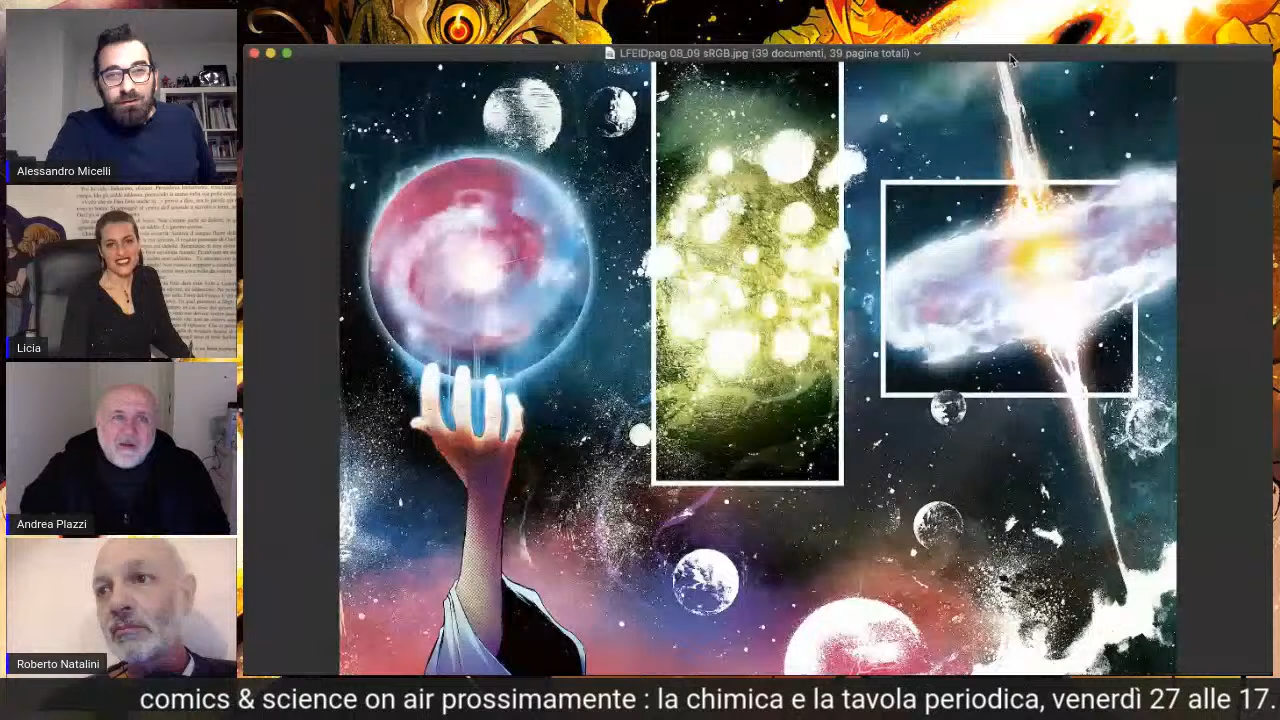 LFEIDpag 08_09 sRGB.jpg (39 documenti, 39 pagine totali)
Alessandro Micelli
Licia
Andrea Plazzi
Roberto Natalini
comics & science on air prossimamente : la chimica e la tavola periodica, venerdì 27 alle 17.